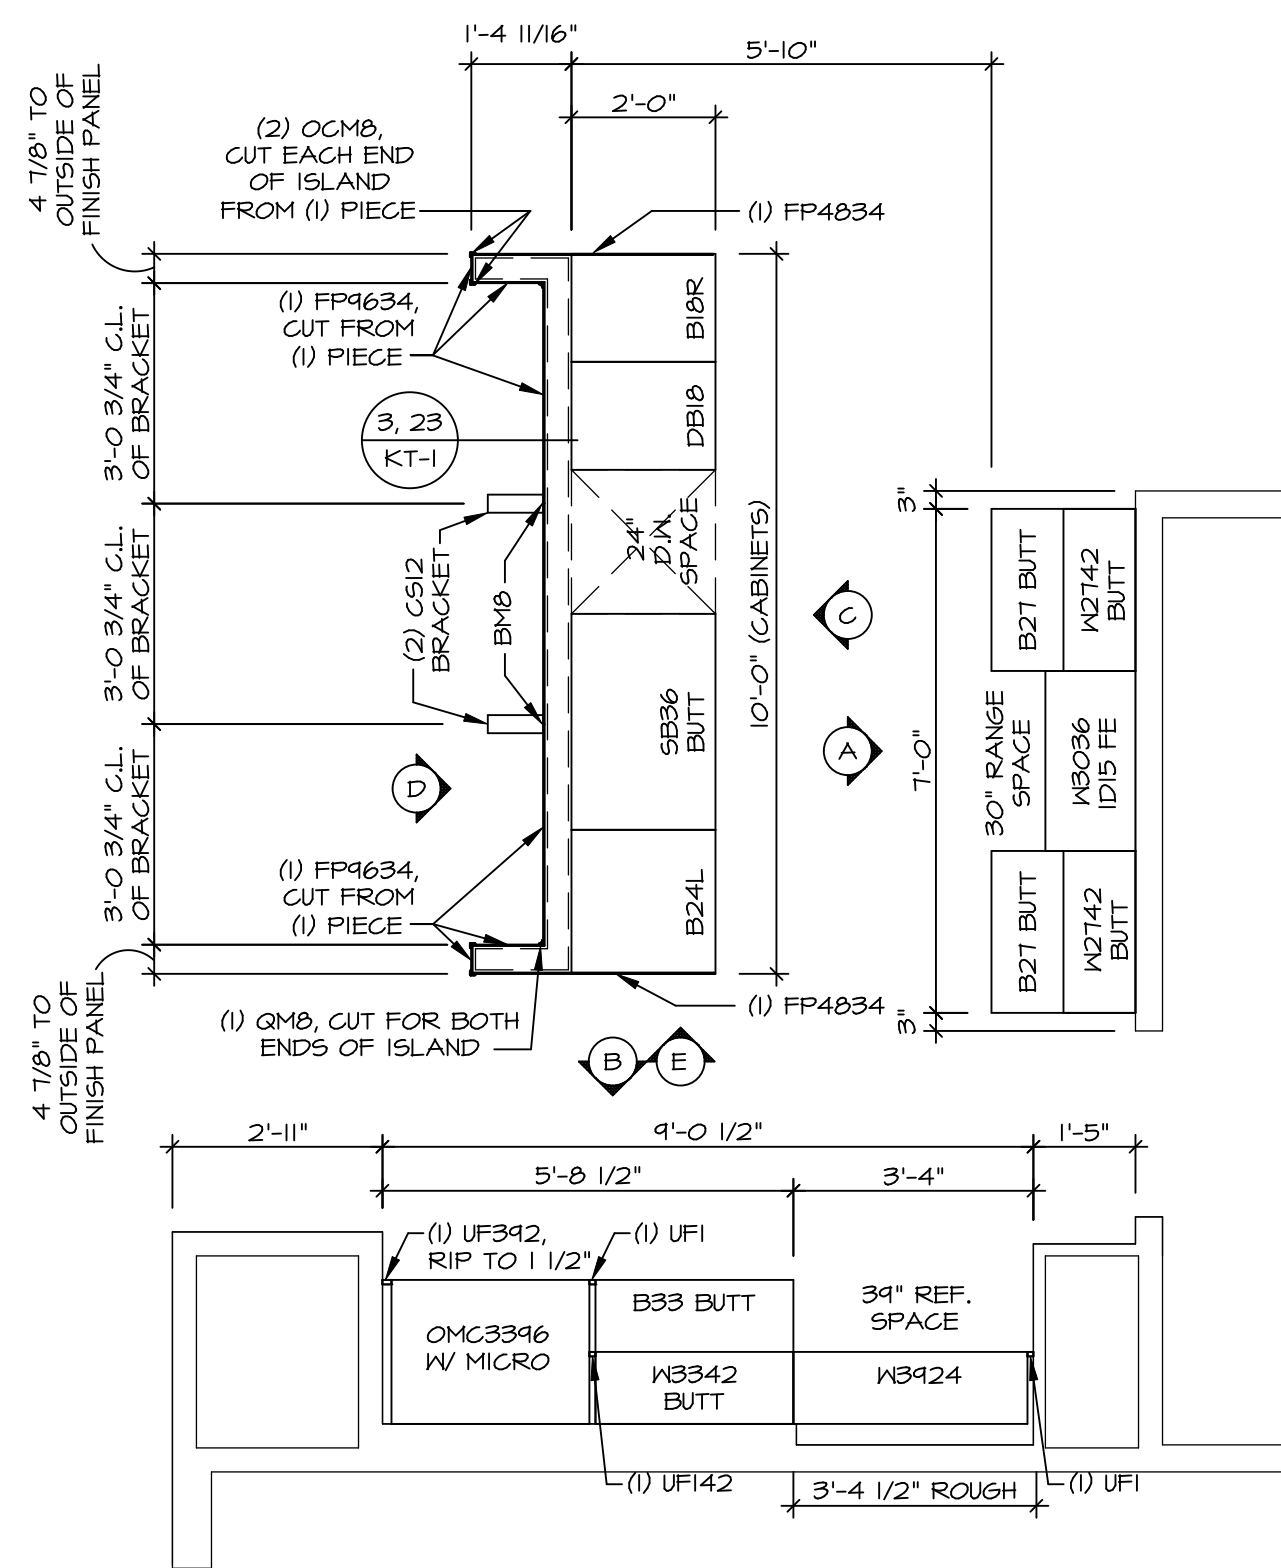 1'-4 11/16"
5'-10"
2'-0"
4 7/8" TO
OUTSIDE OF
FINISH PANEL
(2) OCM8,
CUT EACH END
OF ISLAND
FROM (1) PIECE
(1) FP4834
(1) FP9634,
CUT FROM
(1) PIECE
B18R
3'-0 3/4" C.L.
OF BRACKET
3, 23
KT-1
DB18
24"
D.W.
SPACE
3'-0 3/4" C.L.
OF BRACKET
(2) CS12
BRACKET
BM8
10'-0" (CABINETS)
C
A
3"
7'-0"
3"
B27 BUTT
W2742
BUTT
30" RANGE
SPACE
W3036
1D15 FE
B27 BUTT
W2742
BUTT
SB36
BUTT
D
3'-0 3/4" C.L.
OF BRACKET
(1) FP9634,
CUT FROM
(1) PIECE
B24L
(1) FP4834
4 7/8" TO
OUTSIDE OF
FINISH PANEL
(1) QM8, CUT FOR BOTH
ENDS OF ISLAND
B
E
2'-11"
9'-0 1/2"
1'-5"
5'-8 1/2"
3'-4"
(1) UF392,
RIP TO 1 1/2"
(1) UF1
OMC3396
W/ MICRO
B33 BUTT
39" REF.
SPACE
W3342
BUTT
W3924
(1) UF142
3'-4 1/2" ROUGH
(1) UF1